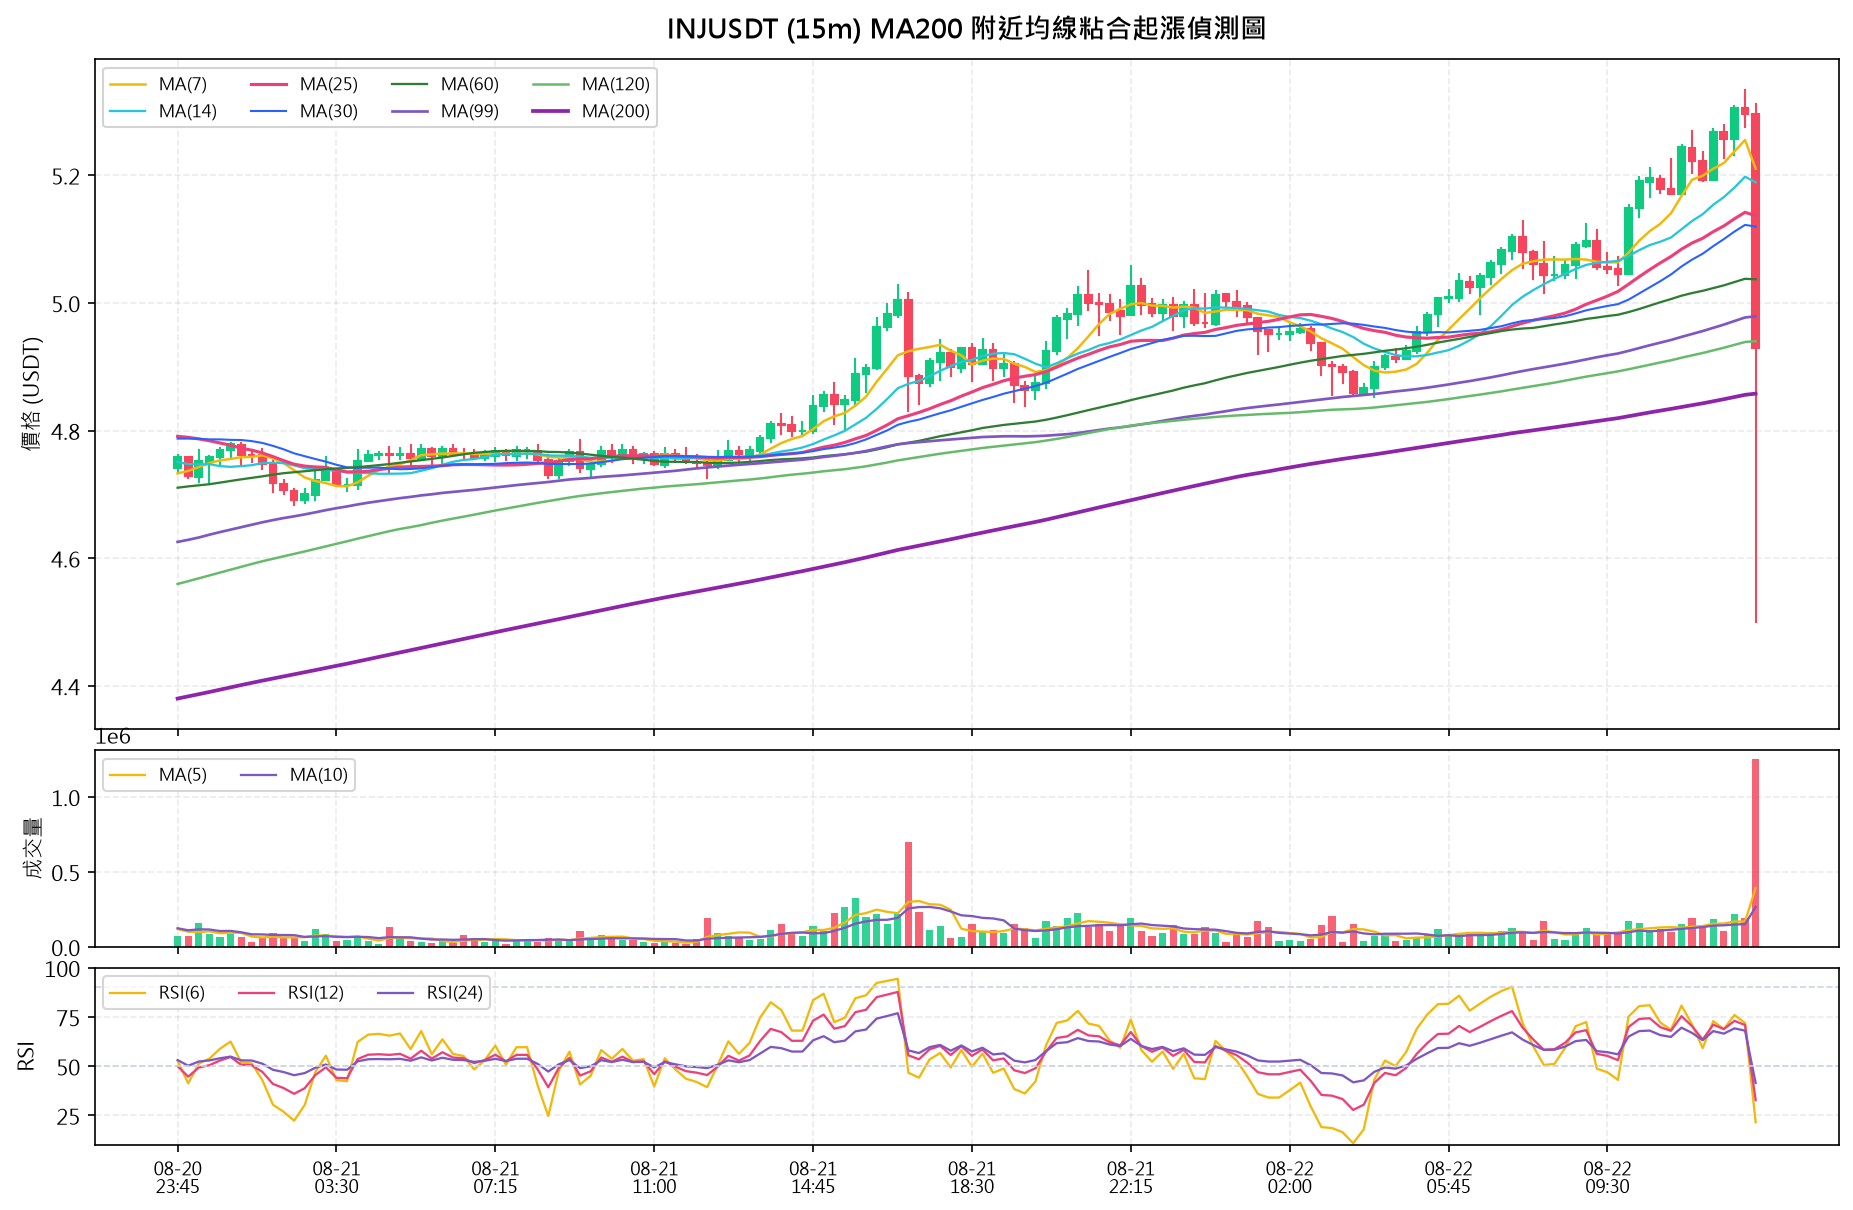 INJUSDT (15m) MA200 附近均線粘合起漲偵測圖
MA(7) MA(25) MA(60) MA(120)
MA(14) MA(30) MA(99) MA(200)
5.2
5.0
4.8
4.6
4.4
價格 (USDT)
1e6
MA(5) MA(10)
1.0
0.5
0.0
成交量
RSI(6) RSI(12) RSI(24)
100
75
50
25
RSI
08-20 08-21 08-21 08-21 08-21 08-21 08-21 08-22 08-22 08-22
23:45 03:30 07:15 11:00 14:45 18:30 22:15 02:00 05:45 09:30